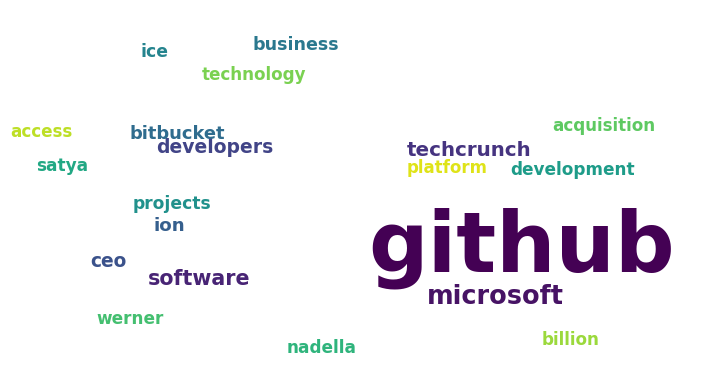 business
ice
technology
acquisition
access
bitbucket
developers
techcrunch
satya
platform
development
projects
ion
github
ceo
software
microsoft
werner
billion
nadella